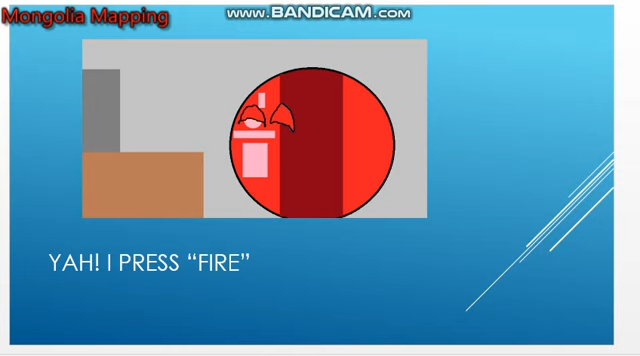 Mongolia Mapping
www.BANDICAM.com
YAH! I PRESS “FIRE”